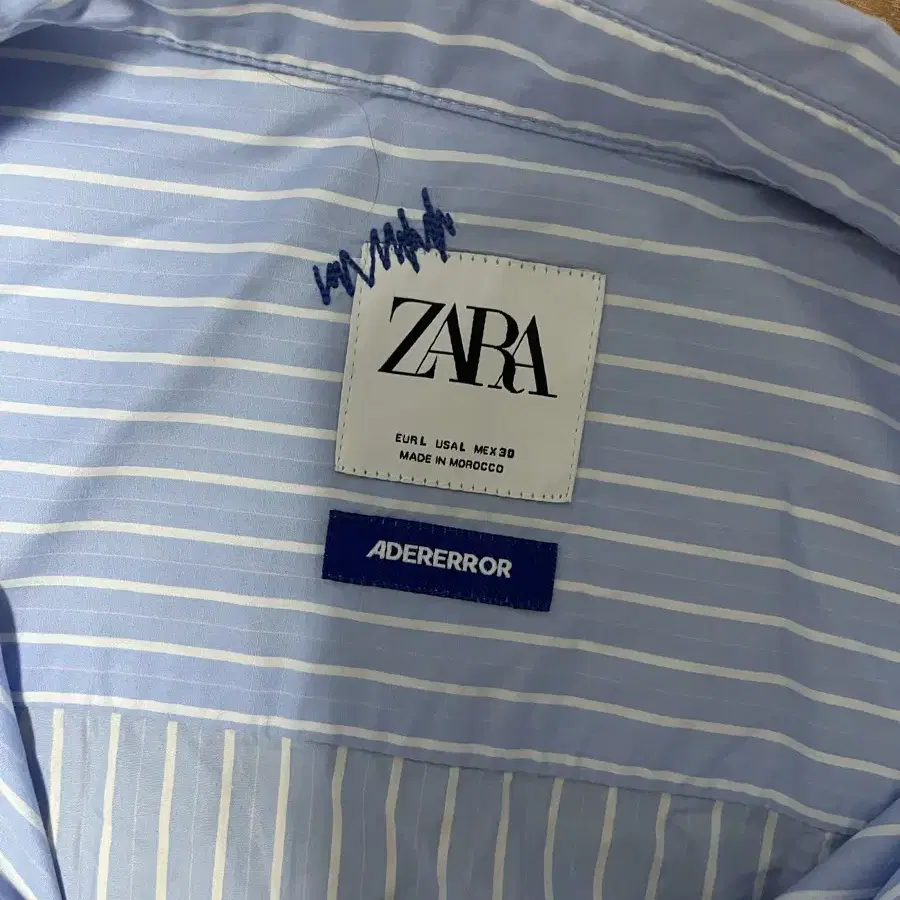 ZARA
EUR L USA L MEX 30
MADE IN MOROCCO
ADERERROR